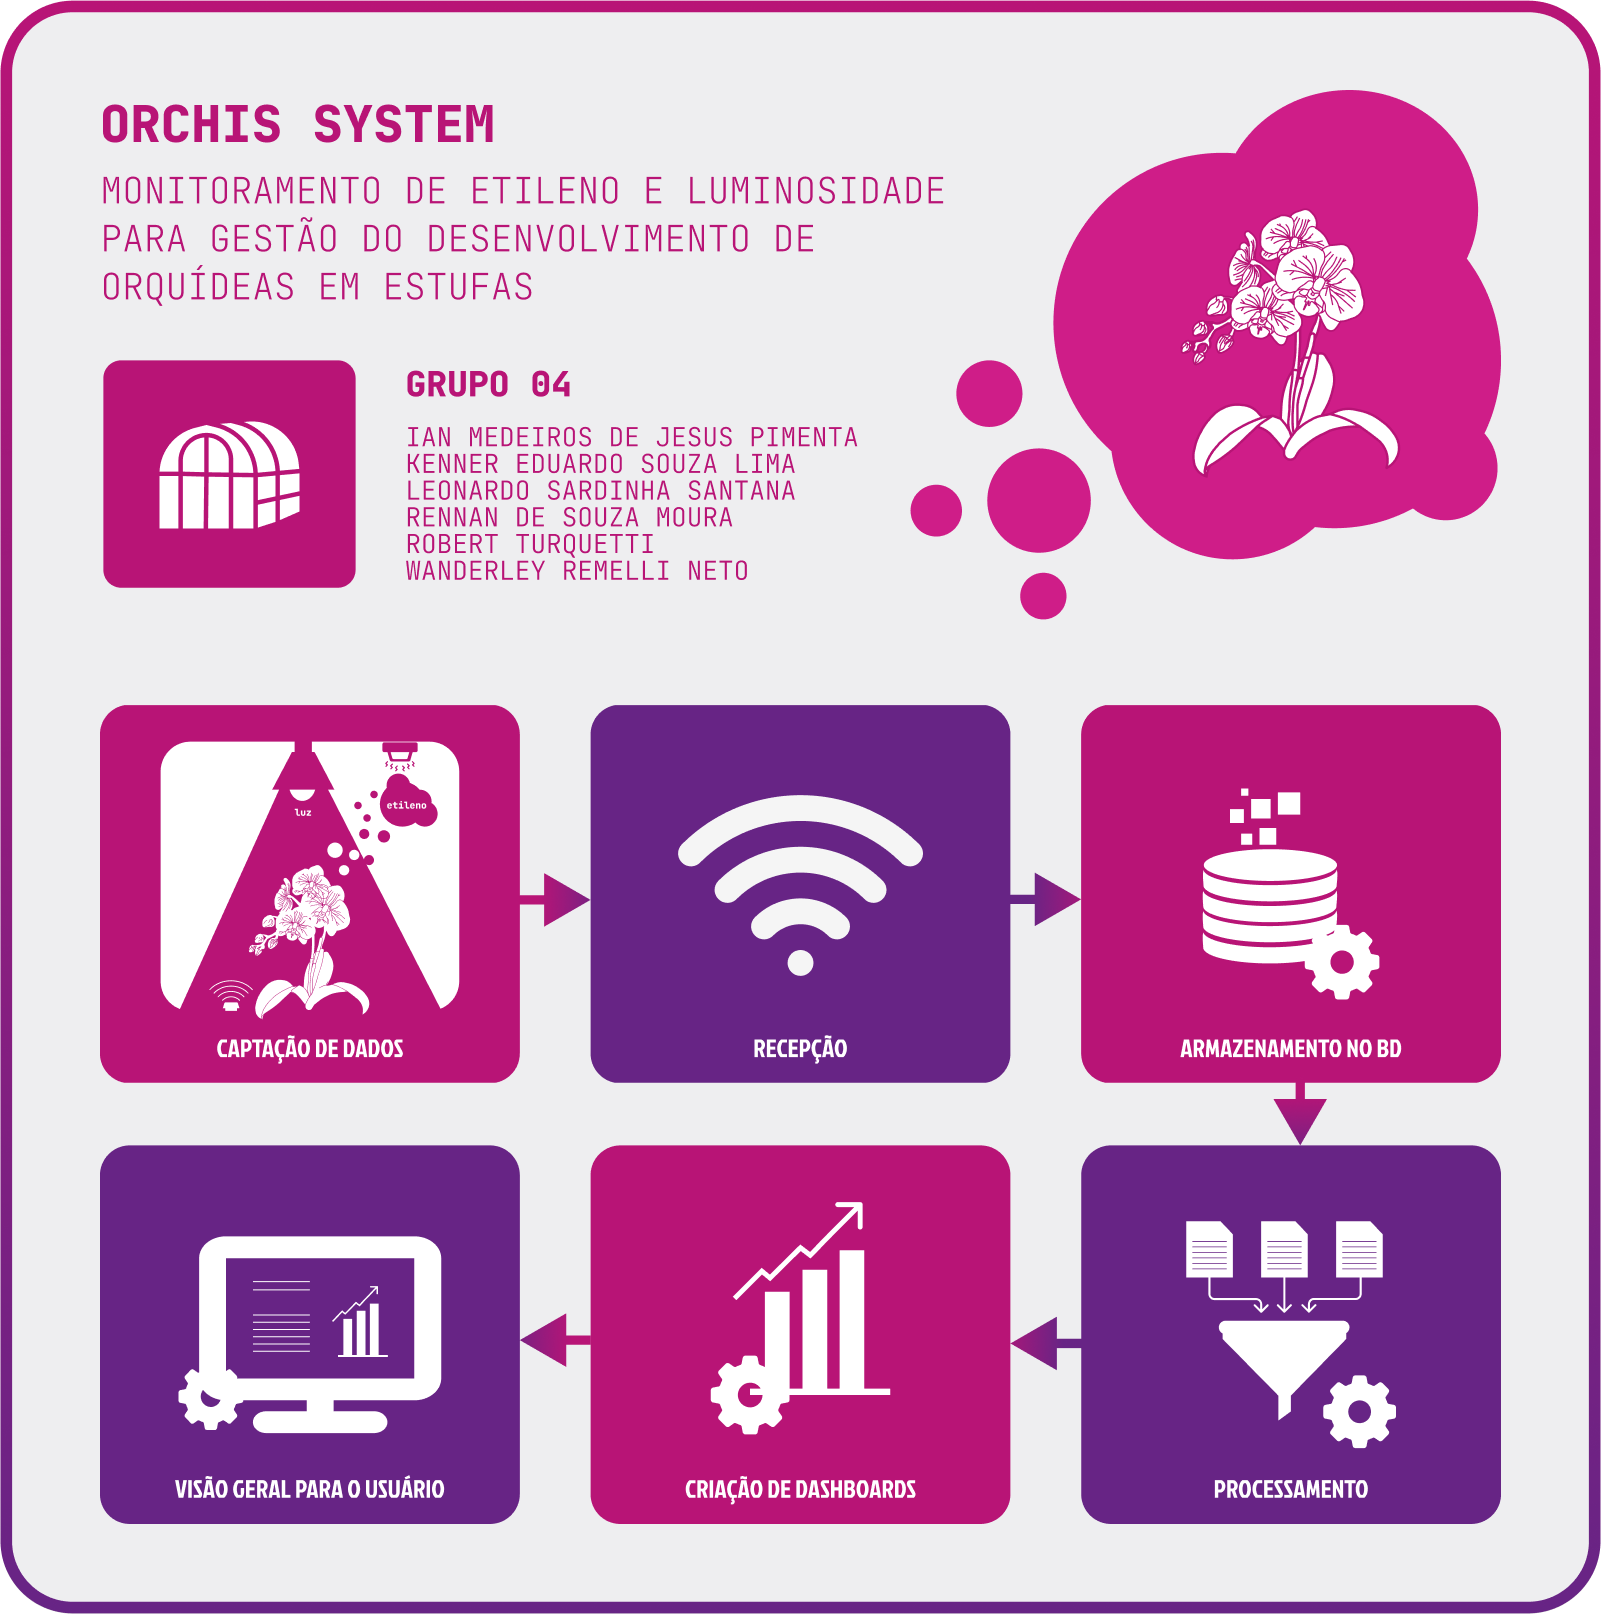 ORCHIS SYSTEM
MONITORAMENTO DE ETILENO E LUMINOSIDADE
PARA GESTÃO DO DESENVOLVIMENTO DE
ORQUÍDEAS EM ESTUFAS
GRUPO 04
IAN MEDEIROS DE JESUS PIMENTA
KENNER EDUARDO SOUZA LIMA
LEONARDO SARDINHA SANTANA
RENNAN DE SOUZA MOURA
ROBERT TURQUETTI
WANDERLEY REMELLI NETO
etileno
luz
CAPTAÇÃO DE DADOS
RECEPÇÃO
ARMAZENAMENTO NO BD
VISÃO GERAL PARA O USUÁRIO
CRIAÇÃO DE DASHBOARDS
PROCESSAMENTO